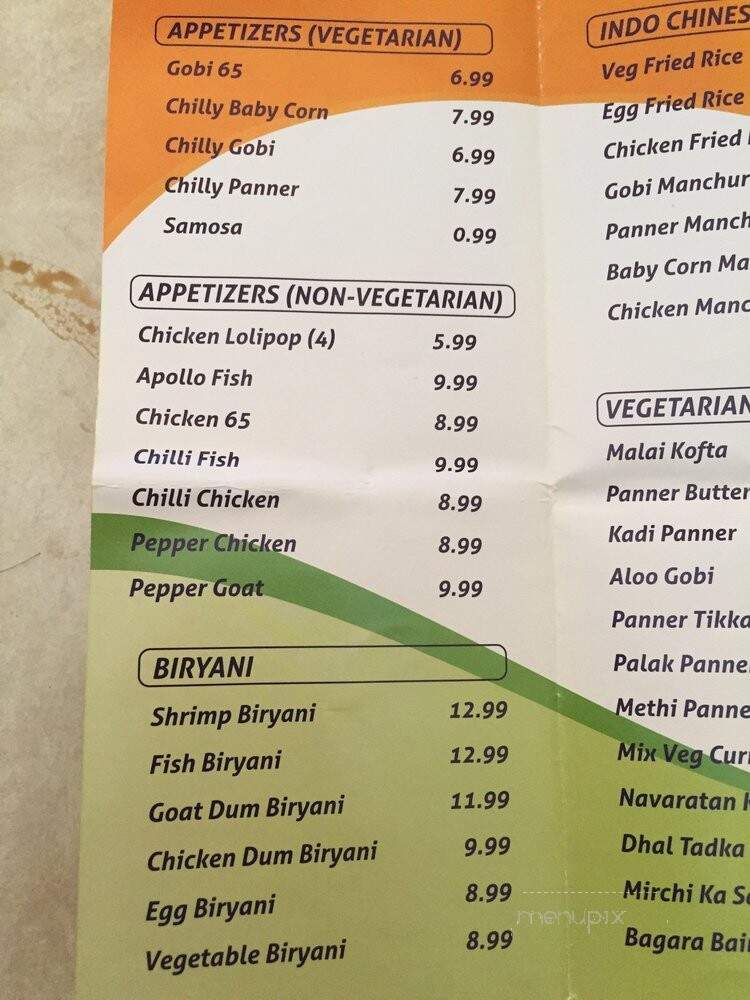 APPETIZERS (VEGETARIAN)
Gobi 65 6.99
Chilly Baby Corn 7.99
Chilly Gobi 6.99
Chilly Panner 7.99
Samosa 0.99
APPETIZERS (NON-VEGETARIAN)
Chicken Lolipop (4) 5.99
Apollo Fish 9.99
Chicken 65 8.99
Chilli Fish 9.99
Chilli Chicken 8.99
Pepper Chicken 8.99
Pepper Goat 9.99
BIRYANI
Shrimp Biryani 12.99
Fish Biryani 12.99
Goat Dum Biryani 11.99
Chicken Dum Biryani 9.99
Egg Biryani 8.99
Vegetable Biryani 8.99
INDO CHINES
Veg Fried Rice
Egg Fried Rice
Chicken Fried
Gobi Manchur
Panner Manch
Baby Corn Ma
Chicken Manc
VEGETARIAN
Malai Kofta
Panner Butter
Kadi Panner
Aloo Gobi
Panner Tikka
Palak Panne
Methi Panne
Mix Veg Cur
Navaratan
Dhal Tadka
Mirchi Ka Sa
Bagara Bai
menupix